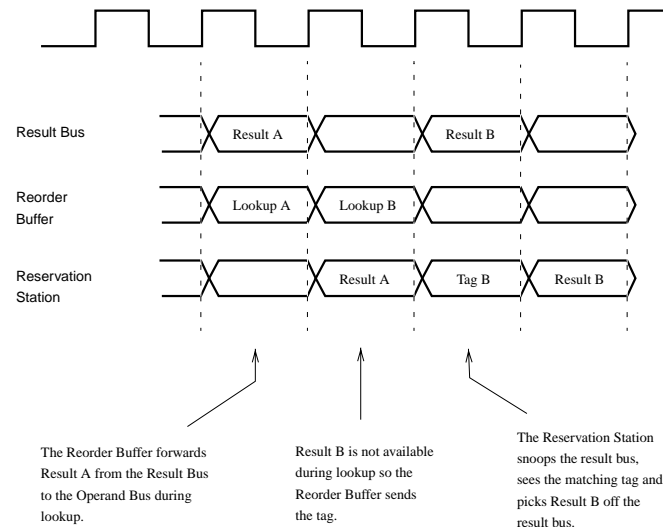 Result Bus
Result A
Result B
Reorder
Buffer
Lookup A
Lookup B
Reservation
Station
Result A
Tag B
Result B
The Reorder Buffer forwards
Result A from the Result Bus
to the Operand Bus during
lookup.
Result B is not available
during lookup so the
Reorder Buffer sends
the tag.
The Reservation Station
snoops the result bus,
sees the matching tag and
picks Result B off the
result bus.